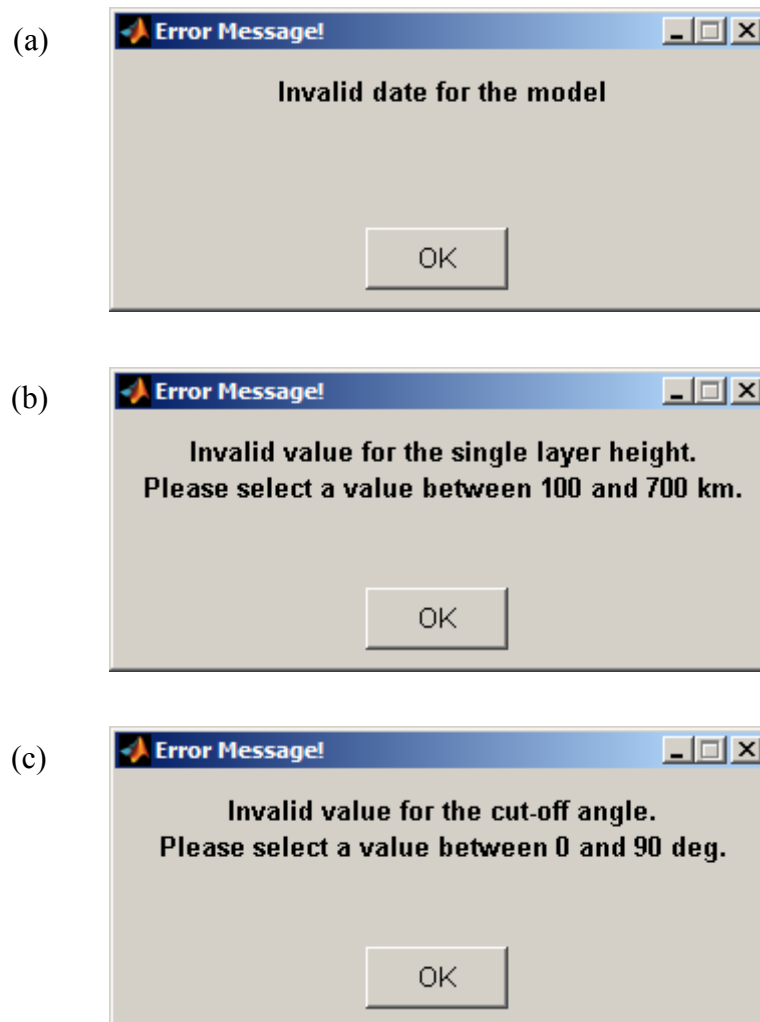 (a)
Error Message!
Invalid date for the model
OK
(b)
Error Message!
Invalid value for the single layer height.
Please select a value between 100 and 700 km.
OK
(c)
Error Message!
Invalid value for the cut-off angle.
Please select a value between 0 and 90 deg.
OK